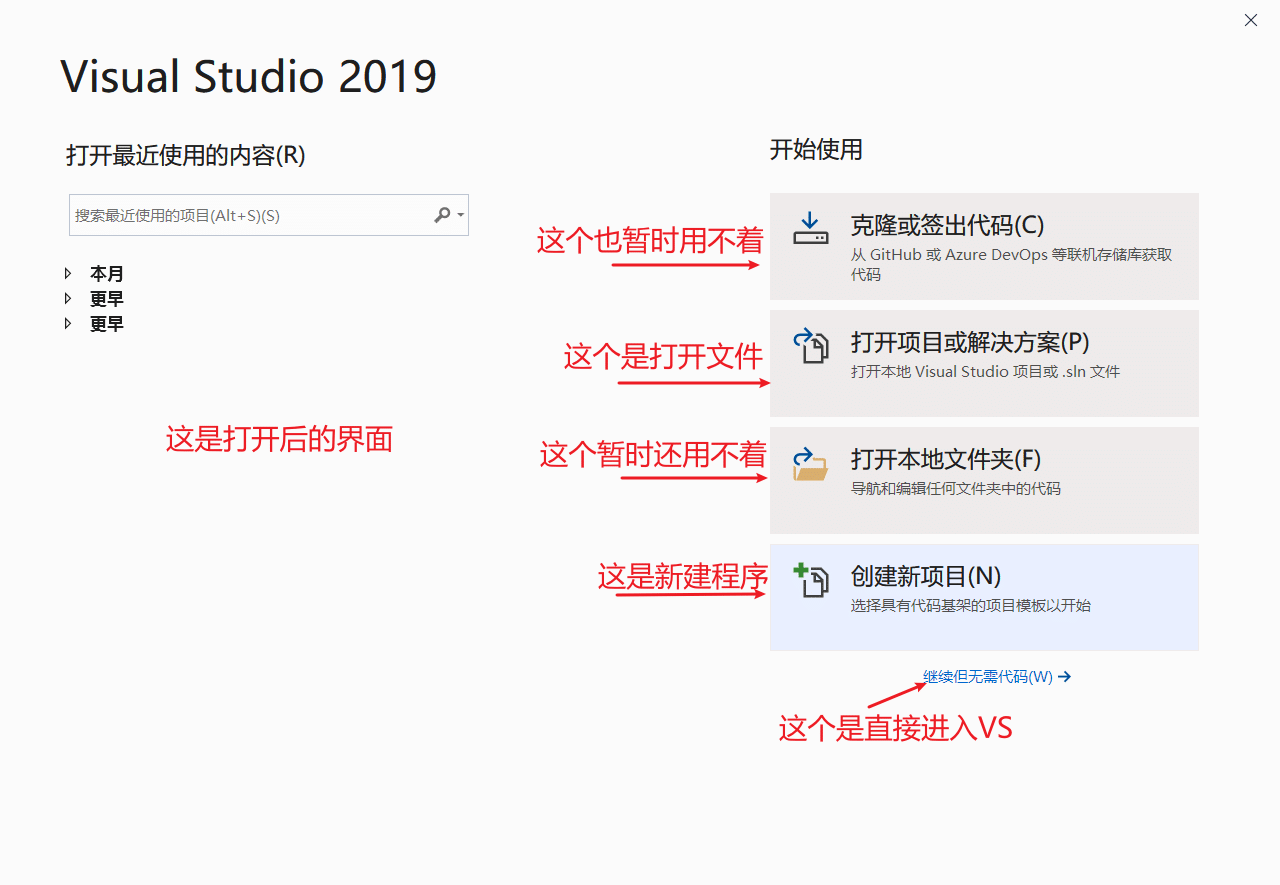 Visual Studio 2019
打开最近使用的内容(R)
搜索最近使用的项目(Alt+S)(S)
本月
更早
更早
这是打开后的界面
开始使用
这个也暂时用不着
克隆或签出代码(C)
从 GitHub 或 Azure DevOps 等联机存储库获取
代码
这个是打开文件
打开项目或解决方案(P)
打开本地 Visual Studio 项目或 .sln 文件
这个暂时还用不着
打开本地文件夹(F)
导航和编辑任何文件夹中的代码
这是新建程序
创建新项目(N)
选择具有代码基架的项目模板以开始
继续但无需代码(W)
这个是直接进入VS